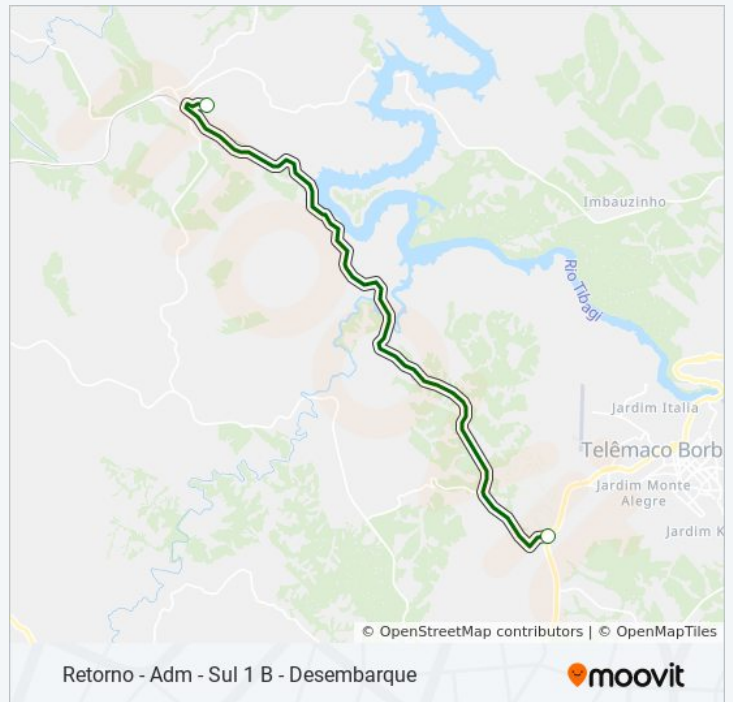 Imbauzinho
Rio Tibagi
Jardim Italia
Telêmaco Borb
Jardim Monte
Alegre
Jardim K
© OpenStreetMap contributors | © OpenMapTiles
Retorno - Adm - Sul 1 B - Desembarque
moovit